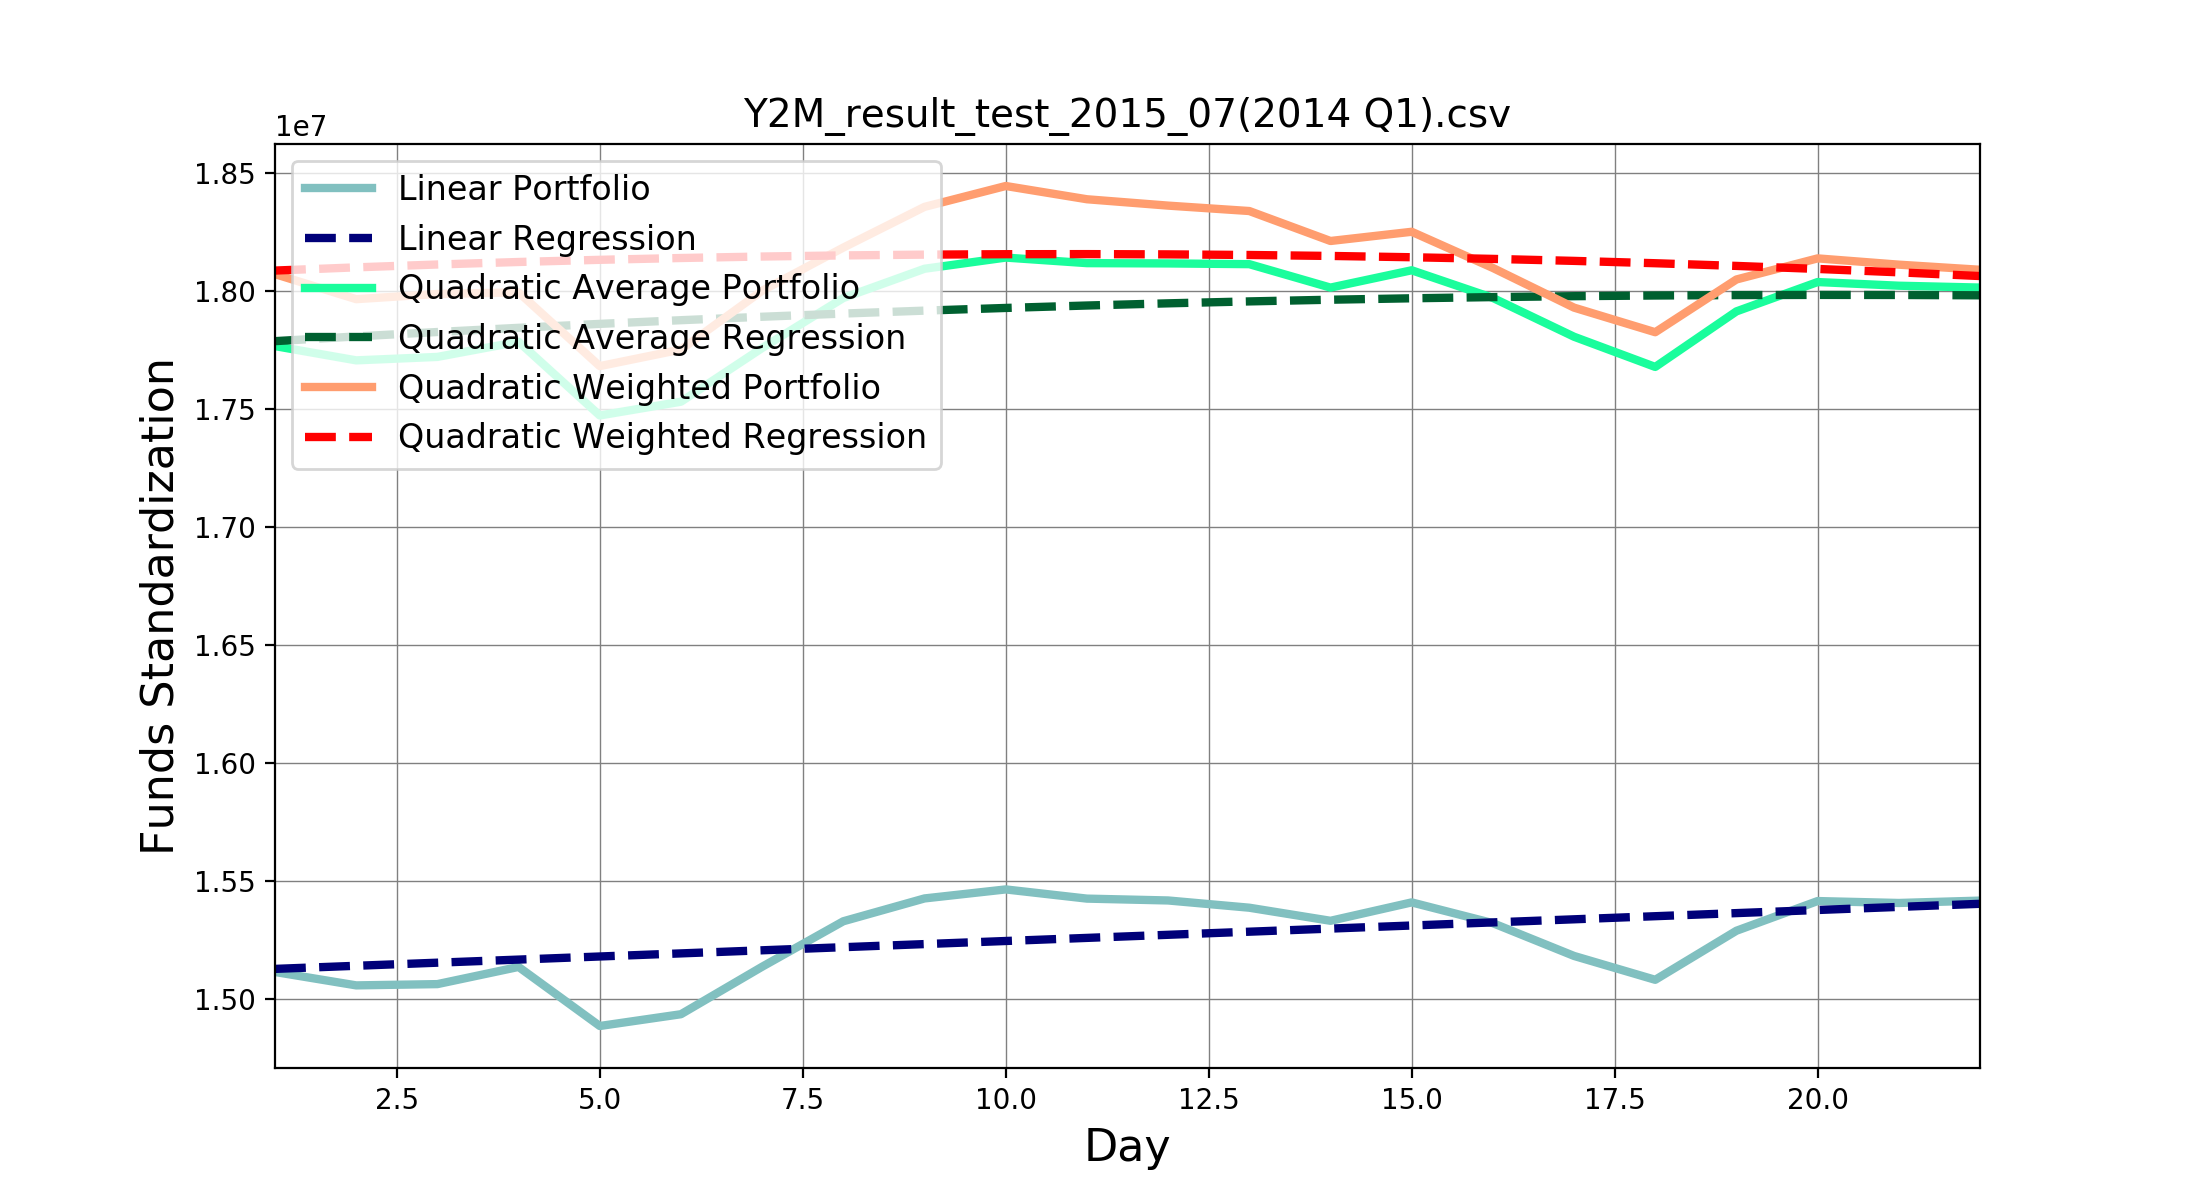 Y2M_result_test_2015_07(2014 Q1).csv
1e7
1.85
1.80
1.75
1.70
1.65
1.60
1.55
1.50
Funds Standardization
Linear Portfolio
Linear Regression
Quadratic Average Portfolio
Quadratic Average Regression
Quadratic Weighted Portfolio
Quadratic Weighted Regression
2.5 5.0 7.5 10.0 12.5 15.0 17.5 20.0
Day